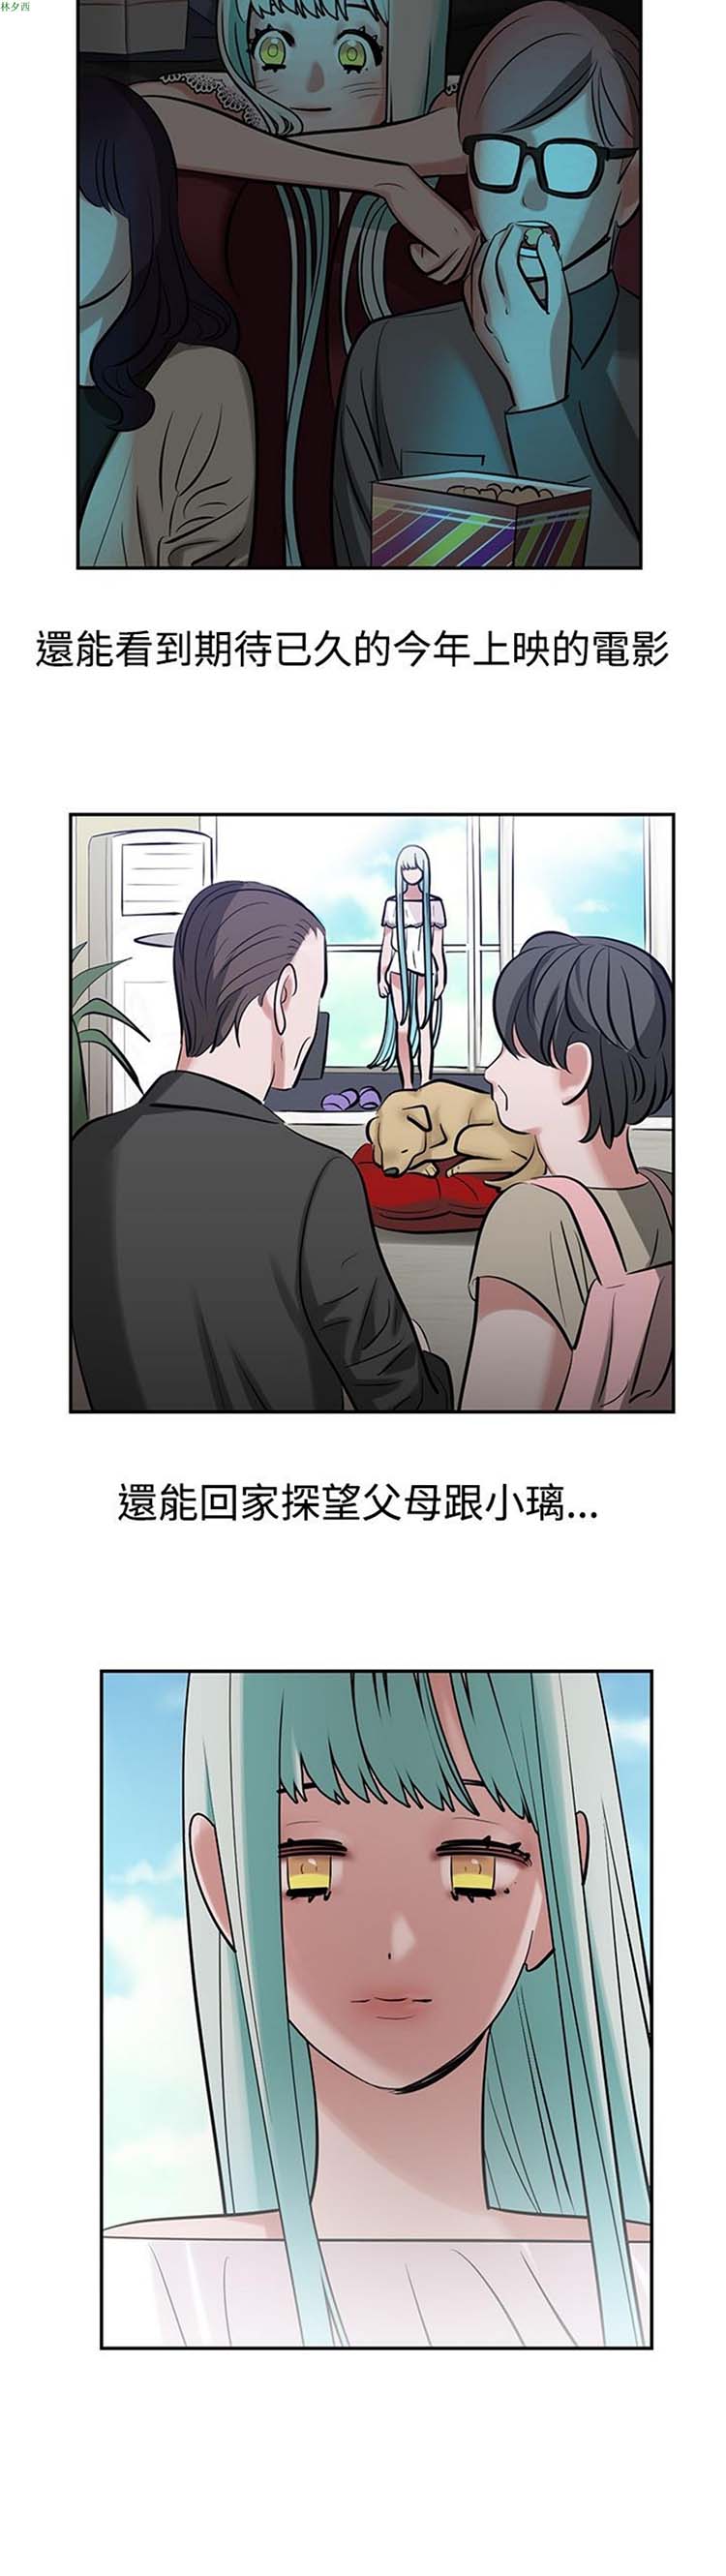 林夕西
還能看到期待已久的今年上映的電影
還能回家探望父母跟小璃…